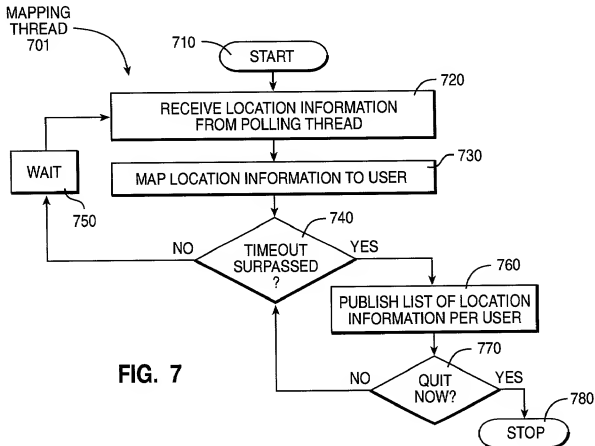 MAPPING
THREAD
701
710
START
720
RECEIVE LOCATION INFORMATION
FROM POLLING THREAD
730
WAIT
MAP LOCATION INFORMATION TO USER
750
740
NO
TIMEOUT
SURPASSED
?
YES
760
PUBLISH LIST OF LOCATION
INFORMATION PER USER
FIG. 7
770
NO
QUIT
NOW?
YES
780
STOP